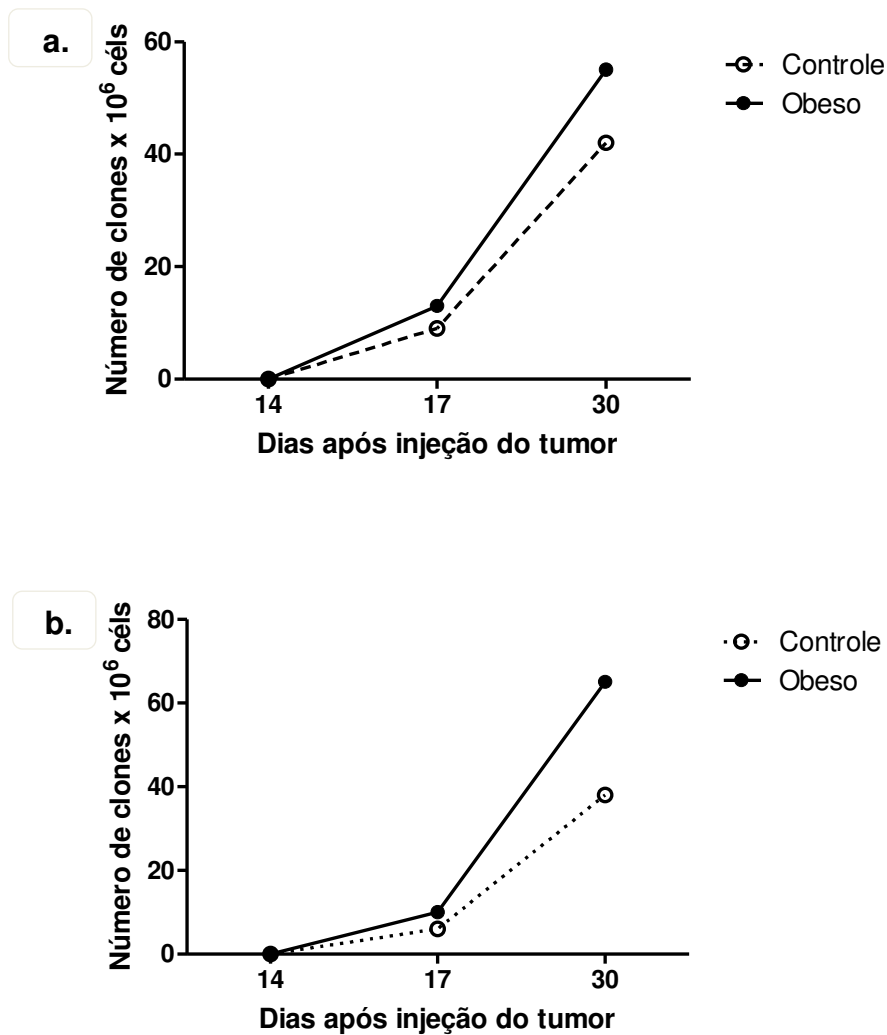 a.
Número de clones x 10⁶ céls
60
40
20
0
14 17 30
Dias após injeção do tumor
Controle
Obeso
b.
Número de clones x 10⁶ céls
80
60
40
20
0
14 17 30
Dias após injeção do tumor
Controle
Obeso